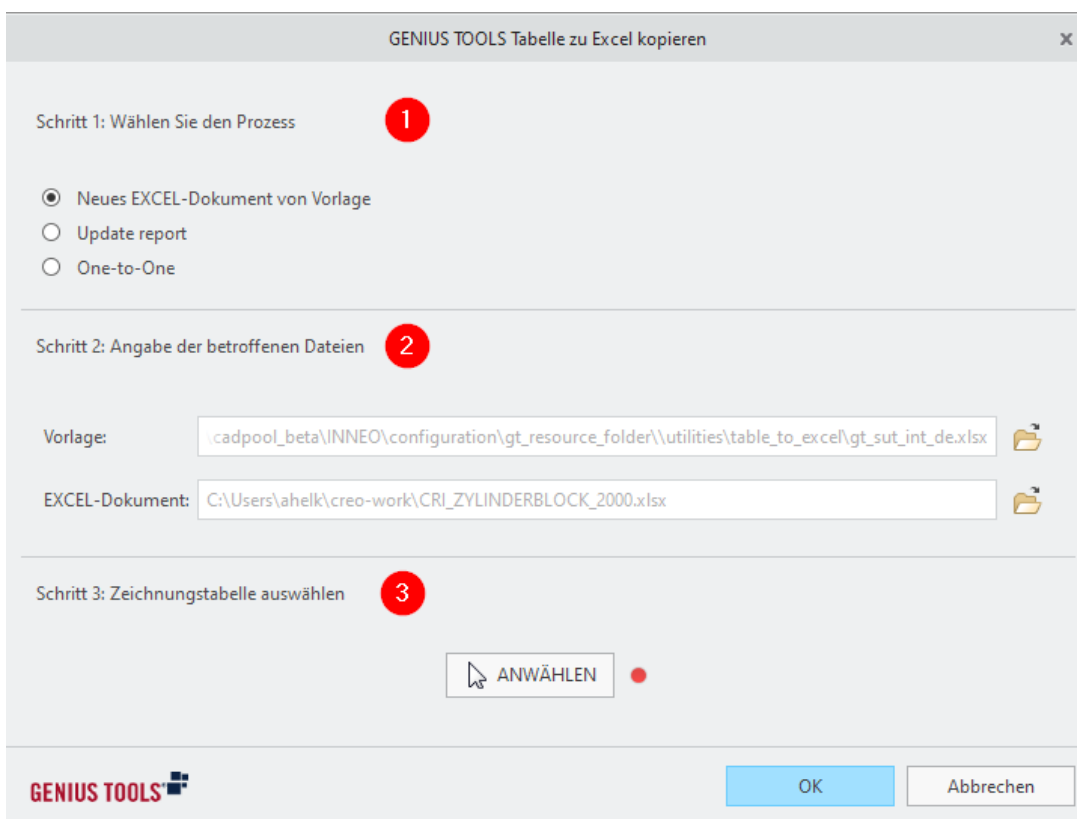 GENIUS TOOLS Tabelle zu Excel kopieren
Schritt 1: Wählen Sie den Prozess
1
Neues EXCEL-Dokument von Vorlage
Update report
One-to-One
Schritt 2: Angabe der betroffenen Dateien
2
Vorlage: \cadpool_beta\INNEO\configuration\gt_resource_folder\\utilities\table_to_excel\gt_sut_int_de.xlsx
EXCEL-Dokument: C:\Users\ahelk\creo-work\CRI_ZYLINDERBLOCK_2000.xlsx
Schritt 3: Zeichnungstabelle auswählen
3
ANWÄHLEN
GENIUS TOOLS
OK
Abbrechen